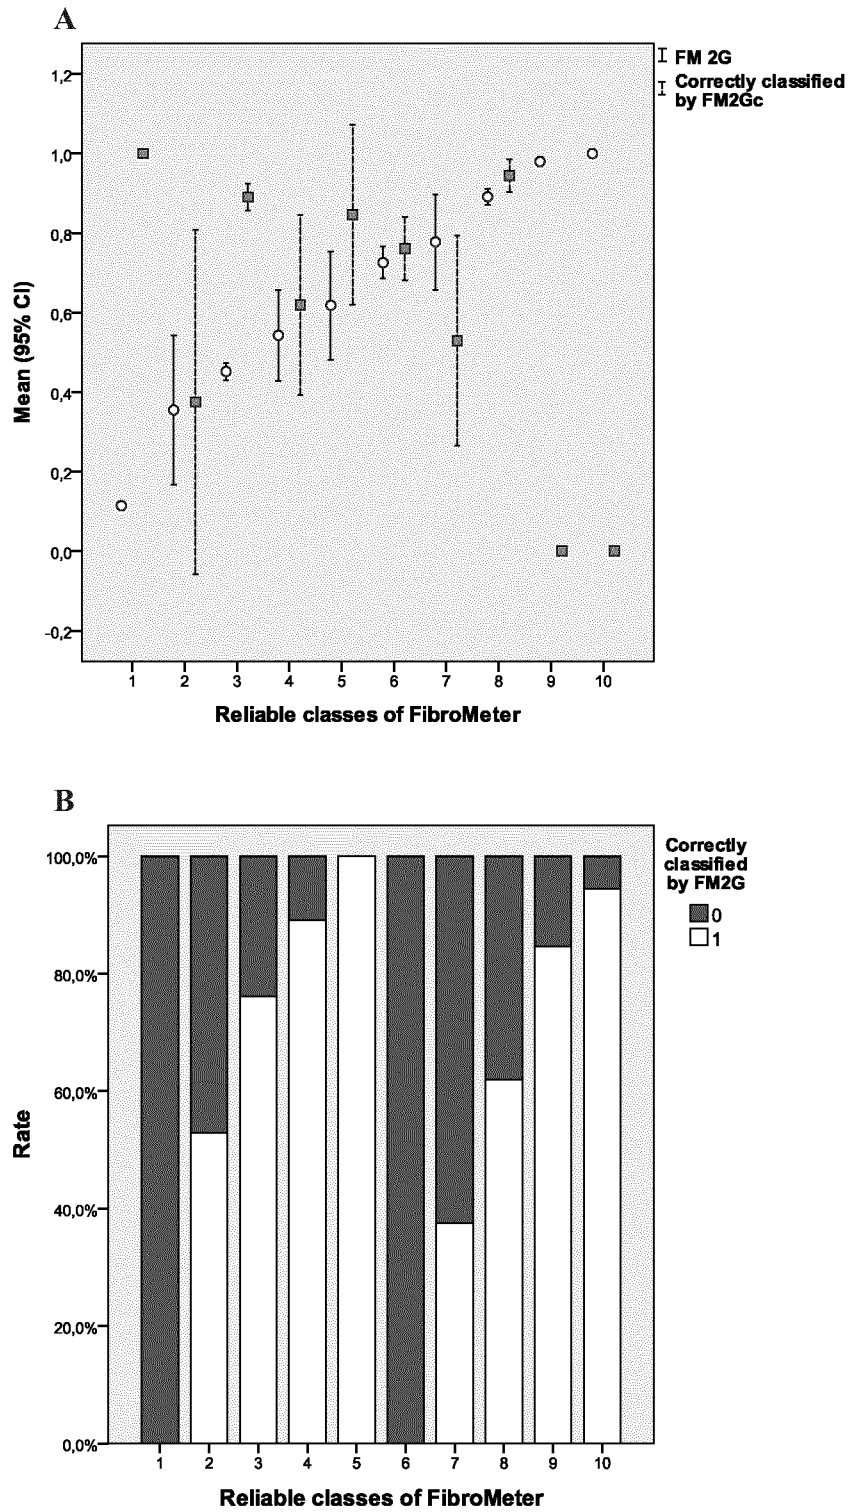 A
FM 2G
Correctly classified
by FM2Gc
1,2
1,0
0,8
0,6
0,4
0,2
0,0
-0,2
Mean (95% CI)
1 2 3 4 5 6 7 8 9 10
Reliable classes of FibroMeter
B
Correctly
classified
by FM2G
0
1
100,0%
80,0%
60,0%
40,0%
20,0%
0,0%
Rate
1 2 3 4 5 6 7 8 9 10
Reliable classes of FibroMeter